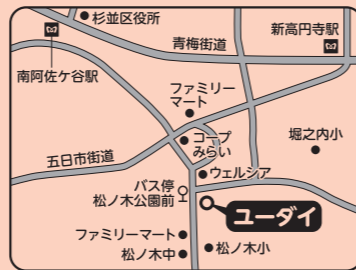 杉並区役所
新高円寺駅
青梅街道
南阿佐ケ谷駅
ファミリー
マート
コープ
みらい
堀之内小
五日市街道
ウェルシア
バス停
松ノ木公園前
ユーダイ
ファミリーマート
松ノ木小
松ノ木中